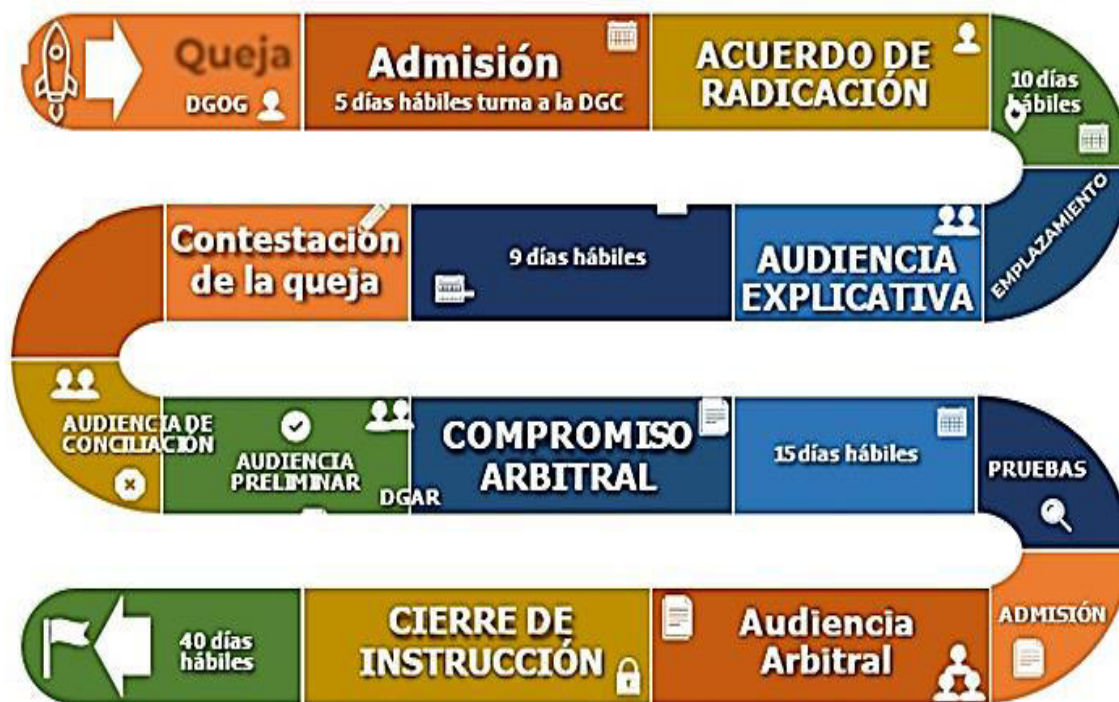 Queja
DGOG
Admisión
5 días hábiles turna a la DGC
ACUERDO DE
RADICACIÓN
10 días
hábiles
EMPLAZAMIENTO
AUDIENCIA
EXPLICATIVA
9 días hábiles
Contestación
de la queja
AUDIENCIA DE
CONCILIACIÓN
AUDIENCIA
PRELIMINAR
DGAR
COMPROMISO
ARBITRAL
15 días hábiles
PRUEBAS
ADMISIÓN
Audiencia
Arbitral
CIERRE DE
INSTRUCCIÓN
40 días
hábiles